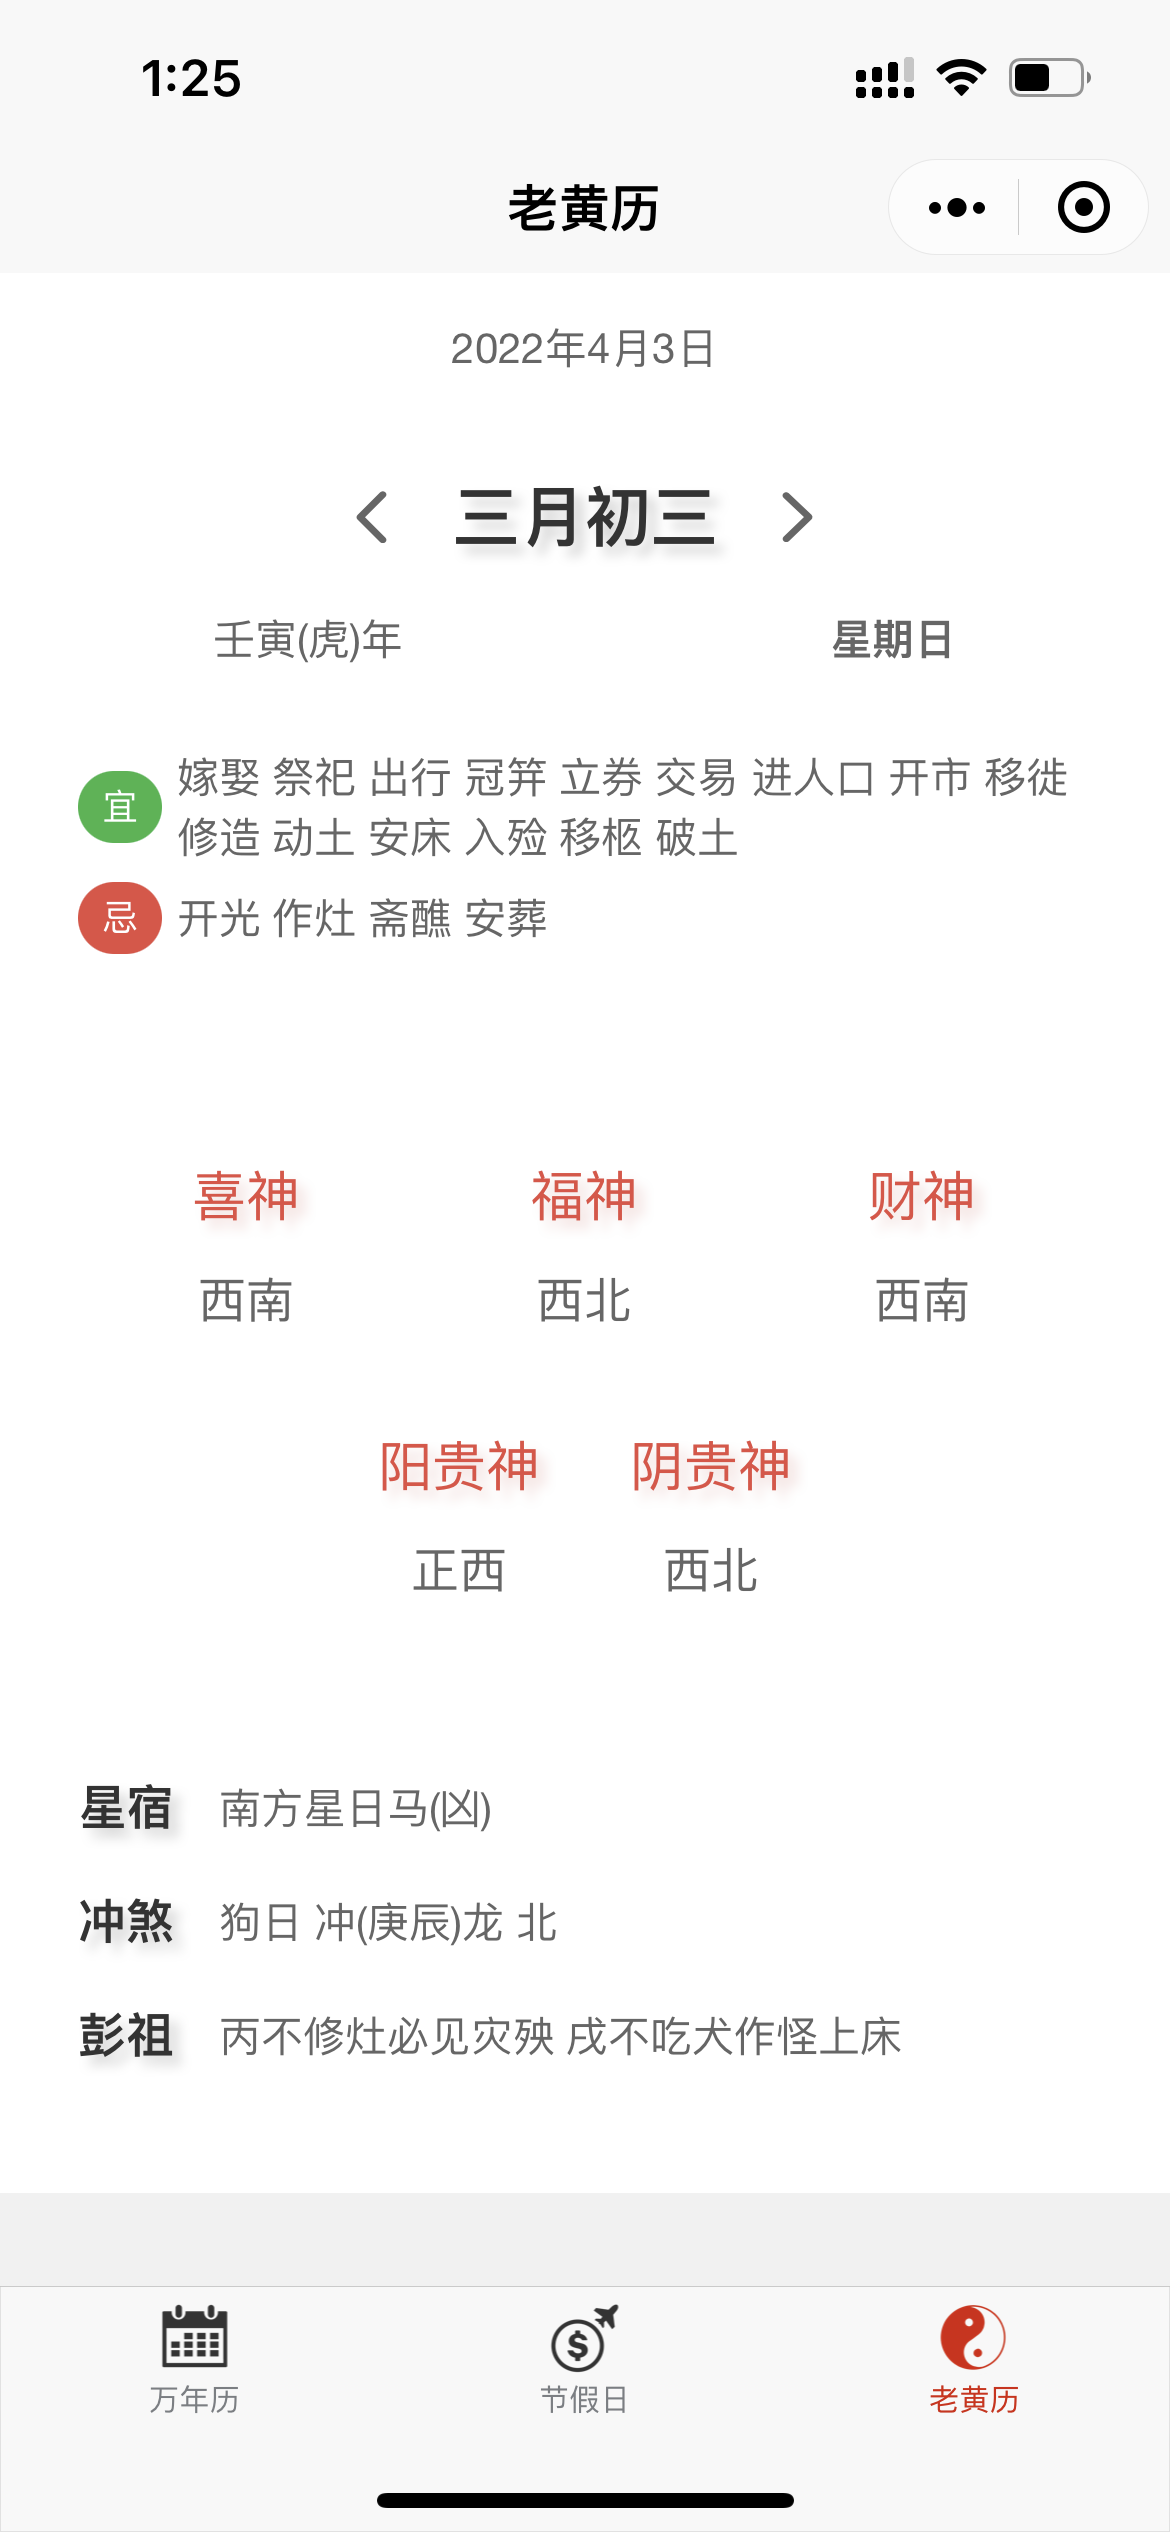 1:25
老黄历
2022年4月3日
三月初三
壬寅(虎)年 星期日
宜 嫁娶 祭祀 出行 冠笄 立券 交易 进人口 开市 移徙
修造 动土 安床 入殓 移柩 破土
忌 开光 作灶 斋醮 安葬
喜神 福神 财神
西南 西北 西南
阳贵神 阴贵神
正西 西北
星宿 南方星日马(凶)
冲煞 狗日 冲(庚辰)龙 北
彭祖 丙不修灶必见灾殃 戌不吃犬作怪上床
万年历 节假日 老黄历